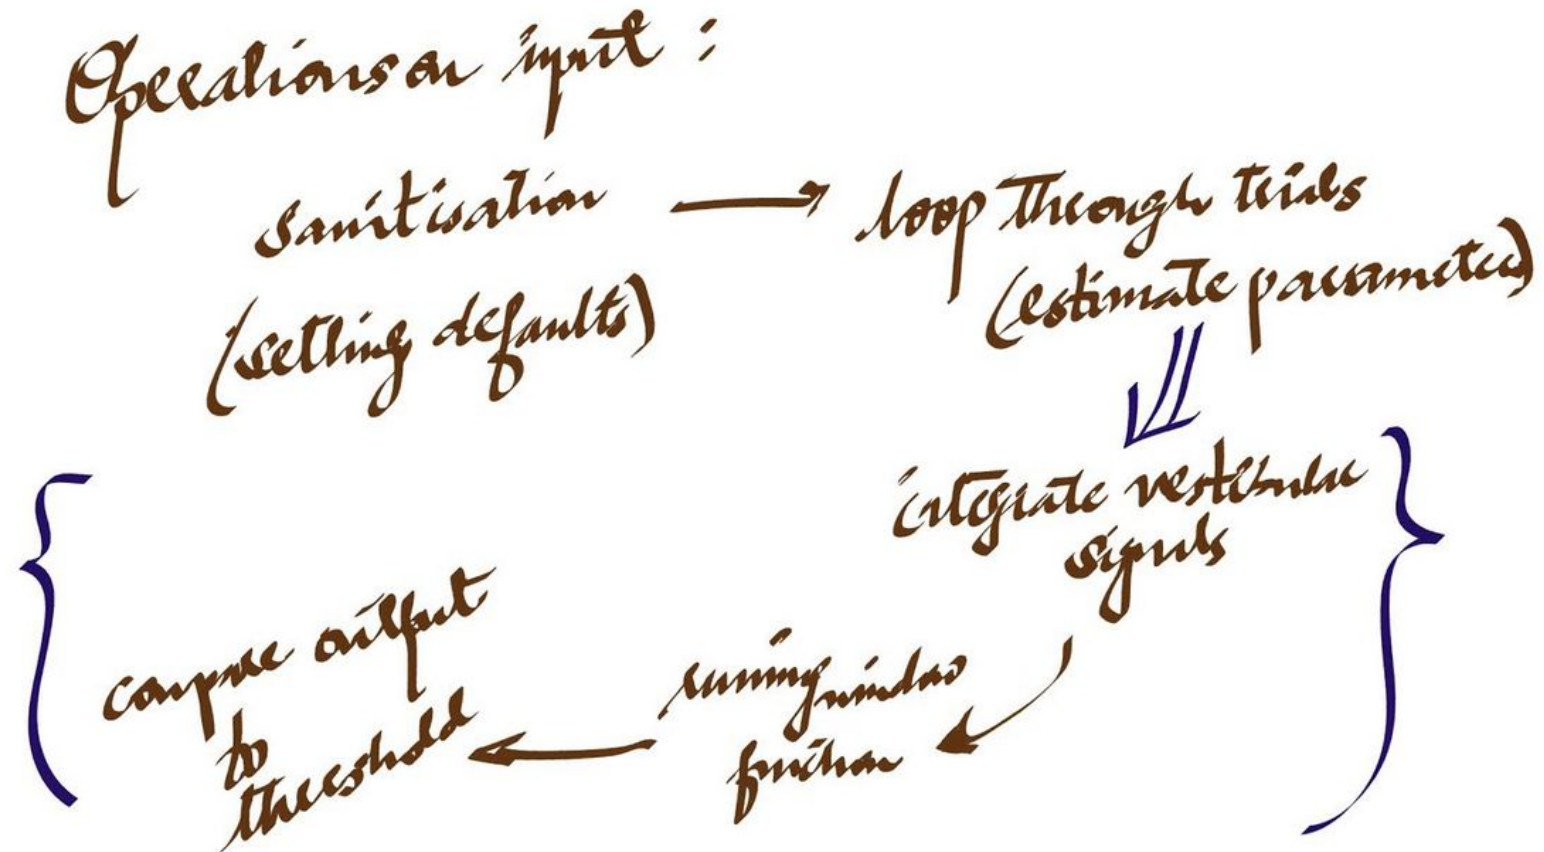 Operations on input :
sanitisation
(setting defaults)
loop through trials
(estimate parameters)
integrate vestibular
signals
running window
function
compare output
to
threshold